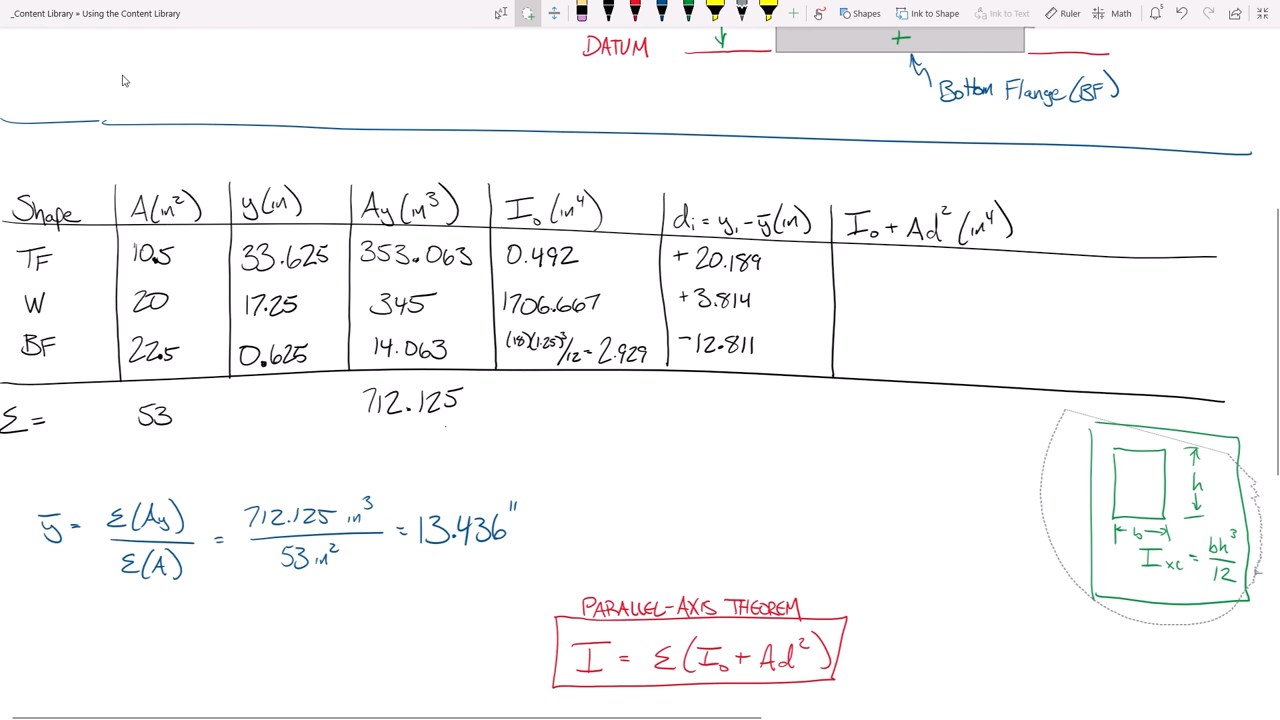 _Content Library » Using the Content Library
Shapes Ink to Shape Ink to Text Ruler Math
DATUM
Bottom Flange (BF)
Shape A(in²) y(in) Ay(in³) I₀(in⁴) dᵢ = yᵢ - ȳ(in) I₀ + Ad²(in⁴)
TF 10.5 33.625 353.063 0.492 + 20.189
W 20 17.25 345 1706.667 + 3.814
BF 22.5 0.625 14.063 (18)(1.25)³/12 = 2.929 - 12.811
Σ = 53 712.125
h
b
I_xc = bh³/12
ȳ = Σ(Ay)/Σ(A) = 712.125 in³/53 in² = 13.436"
PARALLEL-AXIS THEOREM
I = Σ(I₀ + Ad²)